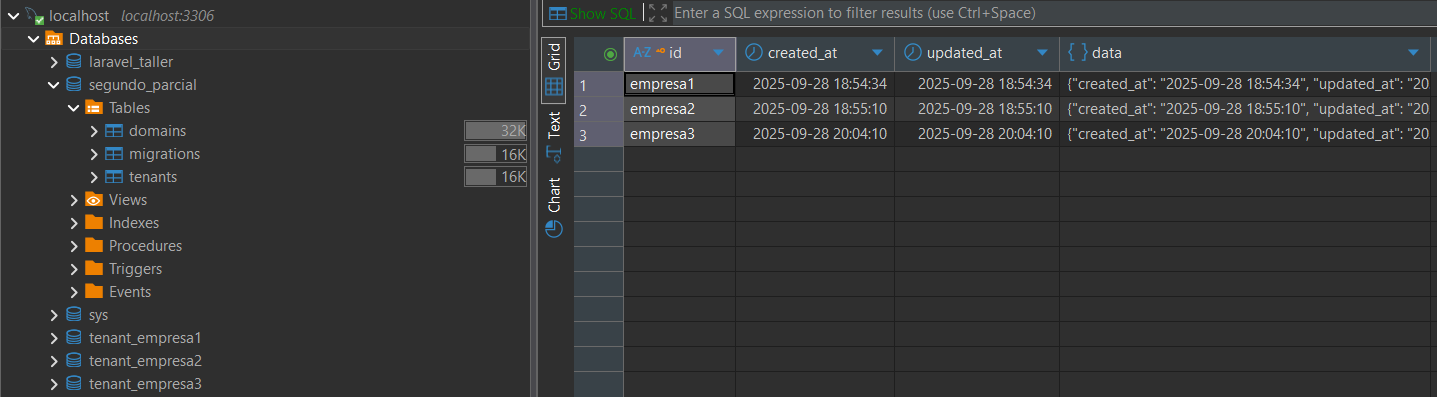 localhost localhost:3306
Databases
laravel_taller
segundo_parcial
Tables
domains 32K
migrations 16K
tenants 16K
Views
Indexes
Procedures
Triggers
Events
sys
tenant_empresa1
tenant_empresa2
tenant_empresa3
Show SQL Enter a SQL expression to filter results (use Ctrl+Space)
Grid
Text
Chart
A-Z id created_at updated_at { } data
1 empresa1 2025-09-28 18:54:34 2025-09-28 18:54:34 {"created_at": "2025-09-28 18:54:34", "updated_at": "20
2 empresa2 2025-09-28 18:55:10 2025-09-28 18:55:10 {"created_at": "2025-09-28 18:55:10", "updated_at": "20
3 empresa3 2025-09-28 20:04:10 2025-09-28 20:04:10 {"created_at": "2025-09-28 20:04:10", "updated_at": "20